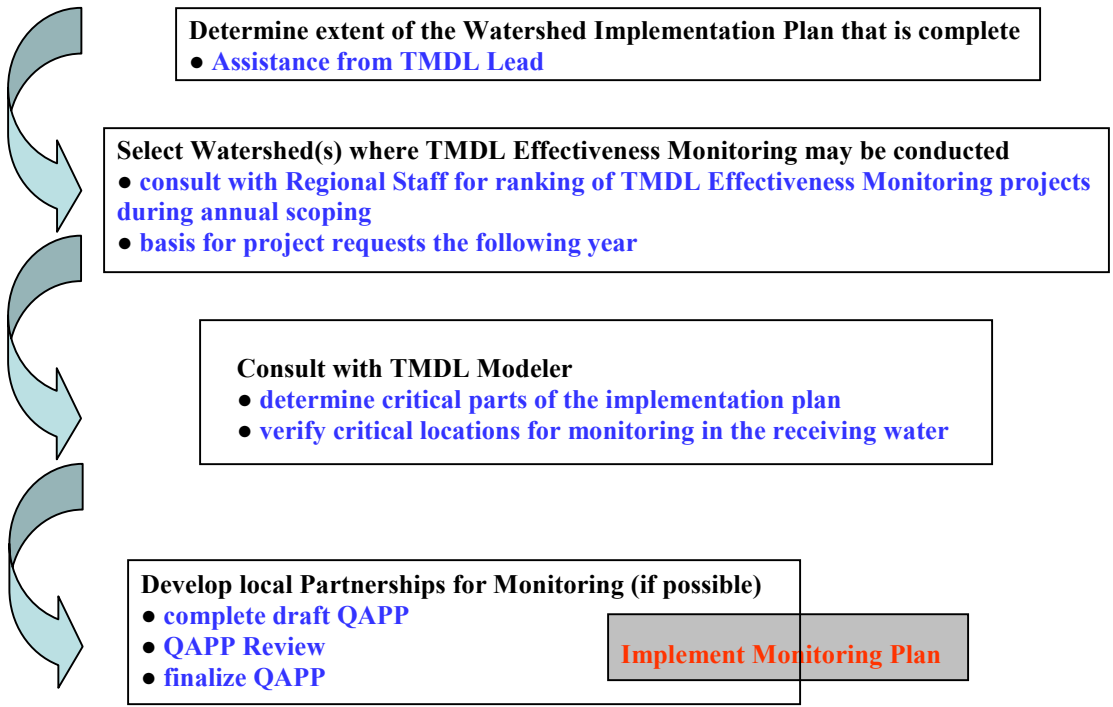 Determine extent of the Watershed Implementation Plan that is complete
● Assistance from TMDL Lead
Select Watershed(s) where TMDL Effectiveness Monitoring may be conducted
● consult with Regional Staff for ranking of TMDL Effectiveness Monitoring projects
during annual scoping
● basis for project requests the following year
Consult with TMDL Modeler
● determine critical parts of the implementation plan
● verify critical locations for monitoring in the receiving water
Develop local Partnerships for Monitoring (if possible)
● complete draft QAPP
● QAPP Review
● finalize QAPP
Implement Monitoring Plan